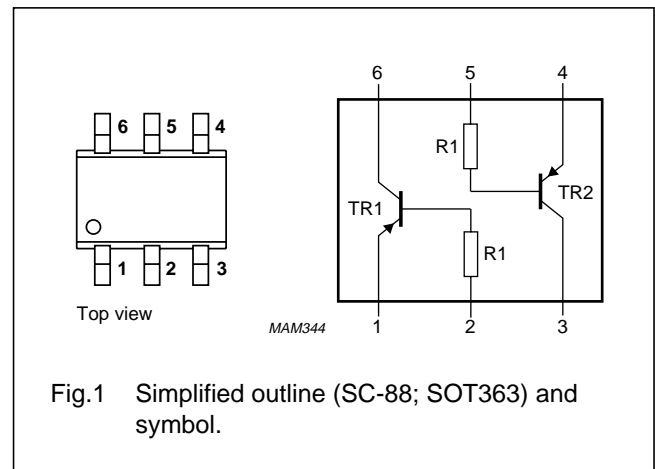 6 5 4
1 2 3
Top view
6 5 4
R1
TR1
TR2
R1
MAM344
1 2 3
Fig.1 Simplified outline (SC-88; SOT363) and
symbol.